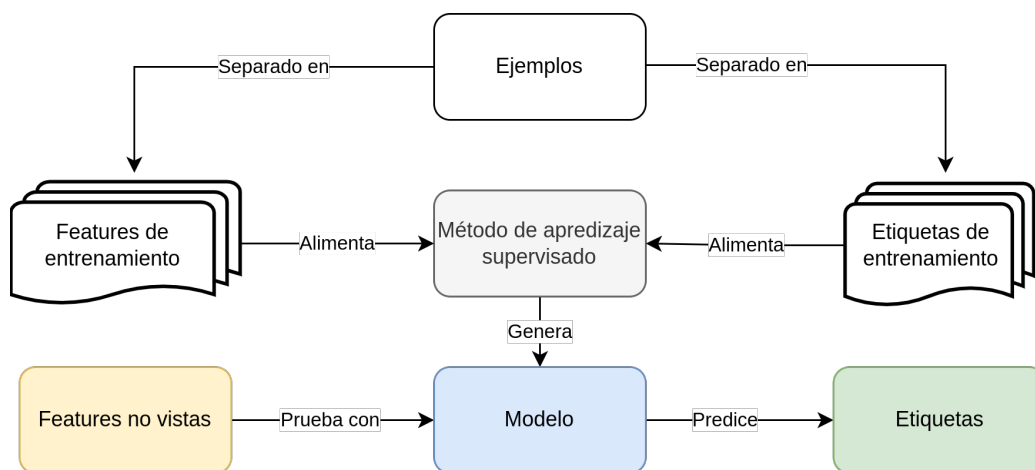 Ejemplos
Separado en
Separado en
Features de
entrenamiento
Alimenta
Método de apredizaje
supervisado
Alimenta
Etiquetas de
entrenamiento
Genera
Features no vistas
Prueba con
Modelo
Predice
Etiquetas